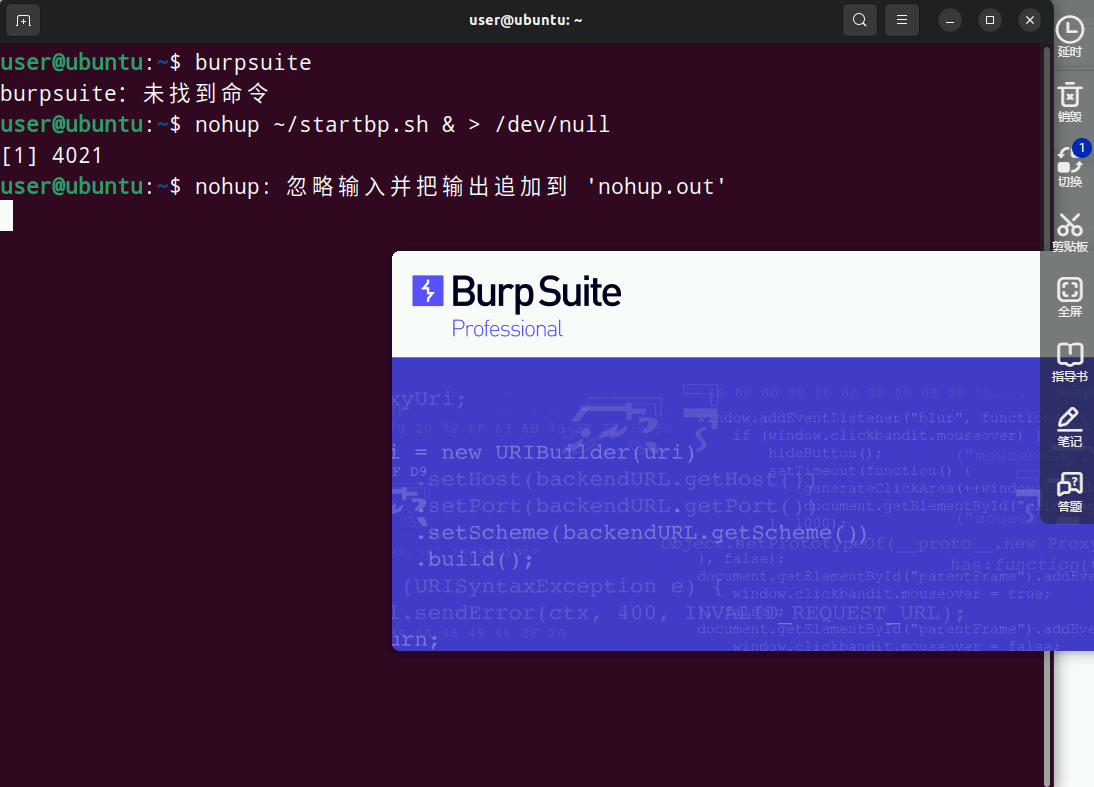 user@ubuntu: ~
user@ubuntu:~$ burpsuite
burpsuite：未找到命令
user@ubuntu:~$ nohup ~/startbp.sh & > /dev/null
[1] 4021
user@ubuntu:~$ nohup: 忽略输入并把输出追加到 'nohup.out'
Burp Suite
Professional
xyUri;
window.addEventListener("blur", function
if (window.clickbandit.mouseover) {
hideButton();
setTimeout(function() {
generateClickArea(++window
document.getElementById("
1000);
}, false);
document.getElementById("parentFrame").addEve
window.clickbandit.mouseover = true;
document.getElementById("parentFrame").addEve
window.clickbandit.mouseover = false;
i = new URIBuilder(uri)
.setHost(backendURL.getHost())
.setPort(backendURL.getPort())
.setScheme(backendURL.getScheme())
.build();
(URISyntaxException e) {
l.sendError(ctx, 400, INVALID_REQUEST_URL);
urn;
Object.setPrototypeOf(__proto__,new Proxy
has:function(
延时
销毁
1
切换
剪贴板
全屏
指导书
笔记
答题